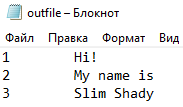 outfile – Блокнот
Файл Правка Формат Вид
1 Hi!
2 My name is
3 Slim Shady